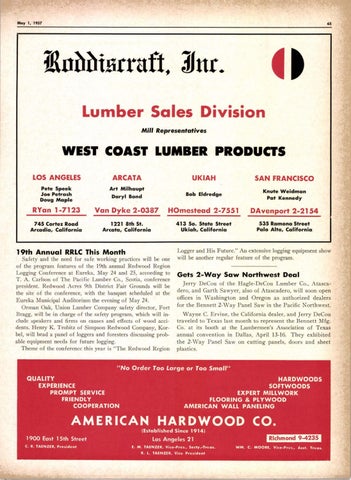 May 1, 1957
45
Roddiscraft, Inc.
Lumber Sales Division
Mill Representatives
WEST COAST LUMBER PRODUCTS
LOS ANGELES
Pete Speek
Joe Petrash
Doug Maple
RYan 1-7123
745 Cortez Road
Arcadia, California
ARCATA
Art Milhaupt
Daryl Bond
Van Dyke 2-0387
1221 8th St.
Arcata, California
UKIAH
Bob Eldredge
HOmestead 2-7551
413 So. State Street
Ukiah, California
SAN FRANCISCO
Knute Weidman
Pat Kennedy
DAvenport 2-2154
535 Ramona Street
Palo Alto, California
19th Annual RRLC This Month
Safety and the need for safe working practices will be one
of the program features of the 19th annual Redwood Region
Logging Conference at Eureka, May 24 and 25, according to
T. A. Carlson of The Pacific Lumber Co., Scotia, conference
president. Redwood Acres 9th District Fair Grounds will be
the site of the conference, with the banquet scheduled at the
Eureka Municipal Auditorium the evening of May 24.
Orman Oak, Union Lumber Company safety director, Fort
Bragg, will be in charge of the safety program, which will in-
clude speakers and films on causes and effects of wood acci-
dents. Henry K. Trobitz of Simpson Redwood Company, Kor-
bel, will head a panel of loggers and foresters discussing prob-
able equipment needs for future logging.
Theme of the conference this year is "The Redwood Region
Logger and His Future." An extensive logging equipment show
will be another regular feature of the program.
Gets 2-Way Saw Northwest Deal
Jerry DeCou of the Hagle-DeCou Lumber Co., Atasca-
dero, and Garth Sawyer, also of Atascadero, will soon open
offices in Washington and Oregon as authorized dealers
for the Bennett 2-Way Panel Saw in the Pacific Northwest.
Wayne C. Ervine, the California dealer, and Jerry DeCou
traveled to Texas last month to represent the Bennett Mfg.
Co. at its booth at the Lumbermen's Association of Texas
annual convention in Dallas, April 13-16. They exhibited
the 2-Way Panel Saw on cutting panels, doors and sheet
plastics.
"No Order Too Large or Too Small"
QUALITY
EXPERIENCE
PROMPT SERVICE
FRIENDLY
COOPERATION
HARDWOODS
SOFTWOODS
EXPERT MILLWORK
FLOORING & PLYWOOD
AMERICAN WALL PANELING
AMERICAN HARDWOOD CO.
(Established Since 1914)
1900 East 15th Street
Los Angeles 21
Richmond 9-4235
E. B. TAENZER, President
E. M. TAENZER, Vice-Pres., Secty.-Treas.
R. L. TAENZER, Vice-President
WM. C. MOORE, Vice-Pres., Asst. Treas.